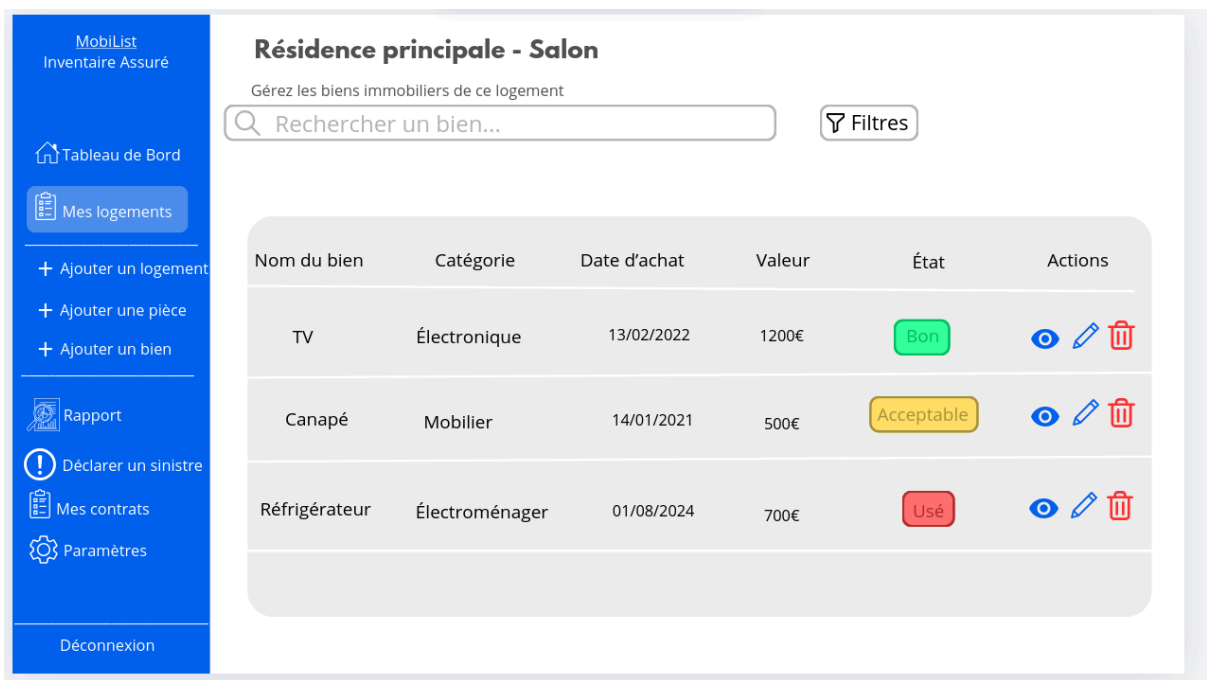 MobiList
Inventaire Assuré
Tableau de Bord
Mes logements
+ Ajouter un logement
+ Ajouter une pièce
+ Ajouter un bien
Rapport
Déclarer un sinistre
Mes contrats
Paramètres
Déconnexion
Résidence principale - Salon
Gérez les biens immobiliers de ce logement
Rechercher un bien...
Filtres
Nom du bien Catégorie Date d'achat Valeur État Actions
TV Électronique 13/02/2022 1200€ Bon
Canapé Mobilier 14/01/2021 500€ Acceptable
Réfrigérateur Électroménager 01/08/2024 700€ Usé